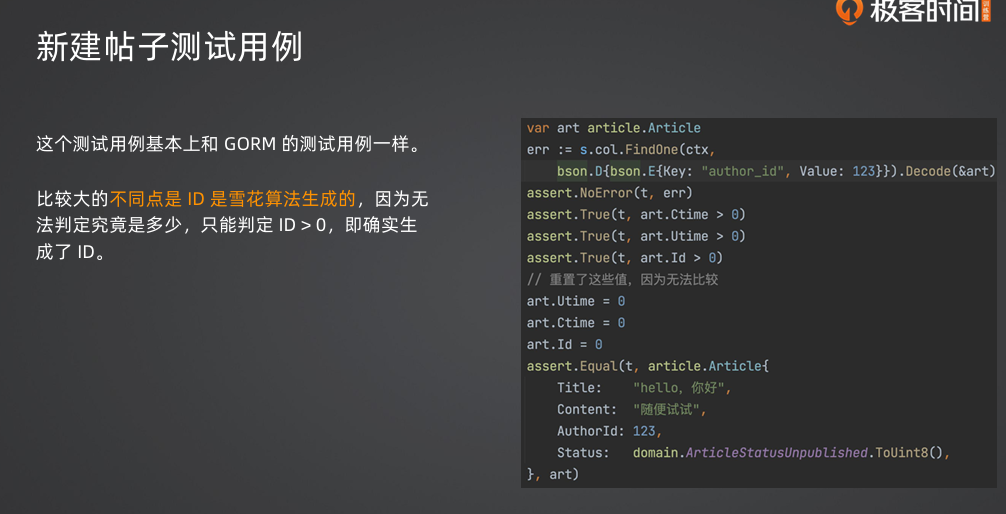 极客时间
训练营
新建帖子测试用例
这个测试用例基本上和 GORM 的测试用例一样。
比较大的不同点是 ID 是雪花算法生成的，因为无
法判定究竟是多少，只能判定 ID > 0，即确实生
成了 ID。
var art article.Article
err := s.col.FindOne(ctx,
    bson.D{bson.E{Key: "author_id", Value: 123}}).Decode(&art)
assert.NoError(t, err)
assert.True(t, art.Ctime > 0)
assert.True(t, art.Utime > 0)
assert.True(t, art.Id > 0)
// 重置了这些值，因为无法比较
art.Utime = 0
art.Ctime = 0
art.Id = 0
assert.Equal(t, article.Article{
    Title:    "hello，你好",
    Content:  "随便试试",
    AuthorId: 123,
    Status:   domain.ArticleStatusUnpublished.ToUint8(),
}, art)